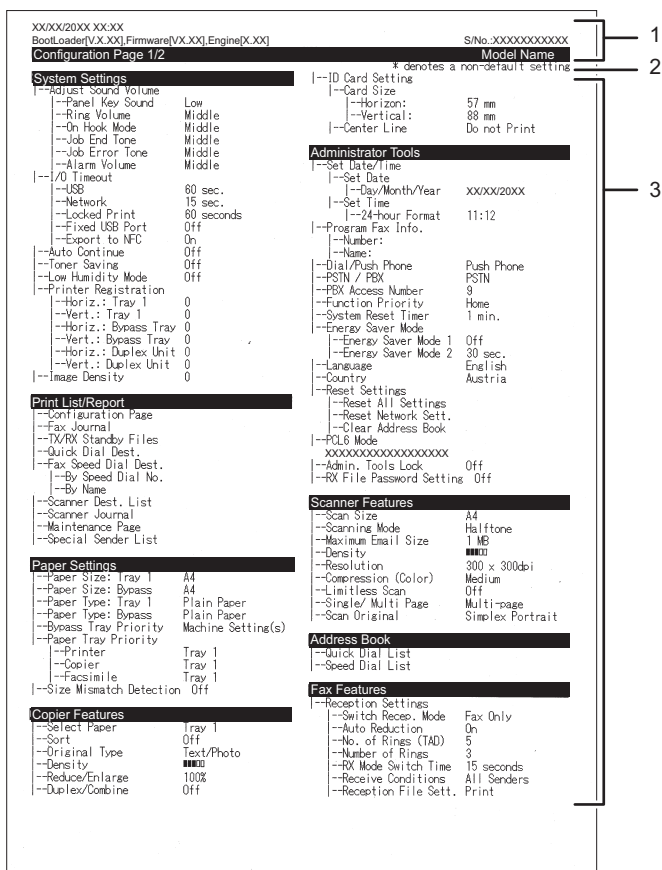 XX/XX/20XX XX:XX
BootLoader[V.X.XX],Firmware[VX.XX],Engine[X.XX] S/No.:XXXXXXXXXXX
Configuration Page 1/2 Model Name
1
* denotes a non-default setting
2
3
System Settings
|--Adjust Sound Volume
|--Panel Key Sound Low
|--Ring Volume Middle
|--On Hook Mode Middle
|--Job End Tone Middle
|--Job Error Tone Middle
|--Alarm Volume Middle
|--I/O Timeout
|--USB 60 sec.
|--Network 15 sec.
|--Locked Print 60 seconds
|--Fixed USB Port Off
|--Export to NFC On
|--Auto Continue Off
|--Toner Saving Off
|--Low Humidity Mode Off
|--Printer Registration
|--Horiz.: Tray 1 0
|--Vert.: Tray 1 0
|--Horiz.: Bypass Tray 0
|--Vert.: Bypass Tray 0
|--Horiz.: Duplex Unit 0
|--Vert.: Duplex Unit 0
|--Image Density 0
Print List/Report
|--Configuration Page
|--Fax Journal
|--TX/RX Standby Files
|--Quick Dial Dest.
|--Fax Speed Dial Dest.
|--By Speed Dial No.
|--By Name
|--Scanner Dest. List
|--Scanner Journal
|--Maintenance Page
|--Special Sender List
Paper Settings
|--Paper Size: Tray 1 A4
|--Paper Size: Bypass A4
|--Paper Type: Tray 1 Plain Paper
|--Paper Type: Bypass Plain Paper
|--Bypass Tray Priority Machine Setting(s)
|--Paper Tray Priority
|--Printer Tray 1
|--Copier Tray 1
|--Facsimile Tray 1
|--Size Mismatch Detection Off
Copier Features
|--Select Paper Tray 1
|--Sort Off
|--Original Type Text/Photo
|--Density
|--Reduce/Enlarge 100%
|--Duplex/Combine Off
|--ID Card Setting
|--Card Size
|--Horizon: 57 mm
|--Vertical: 88 mm
|--Center Line Do not Print
Administrator Tools
|--Set Date/Time
|--Set Date
|--Day/Month/Year XX/XX/20XX
|--Set Time
|--24-hour Format 11:12
|--Program Fax Info.
|--Number:
|--Name:
|--Dial/Push Phone Push Phone
|--PSTN / PBX PSTN
|--PBX Access Number 9
|--Function Priority Home
|--System Reset Timer 1 min.
|--Energy Saver Mode
|--Energy Saver Mode 1 Off
|--Energy Saver Mode 2 30 sec.
|--Language English
|--Country Austria
|--Reset Settings
|--Reset All Settings
|--Reset Network Sett.
|--Clear Address Book
|--PCL6 Mode
XXXXXXXXXXXXXXXXXXX
|--Admin. Tools Lock Off
|--RX File Password Setting Off
Scanner Features
|--Scan Size A4
|--Scanning Mode Halftone
|--Maximum Email Size 1 MB
|--Density
|--Resolution 300 x 300dpi
|--Compression (Color) Medium
|--Limitless Scan Off
|--Single/ Multi Page Multi-page
|--Scan Original Simplex Portrait
Address Book
|--Quick Dial List
|--Speed Dial List
Fax Features
|--Reception Settings
|--Switch Recep. Mode Fax Only
|--Auto Reduction On
|--No. of Rings (TAD) 5
|--Number of Rings 3
|--RX Mode Switch Time 15 seconds
|--Receive Conditions All Senders
|--Reception File Sett. Print